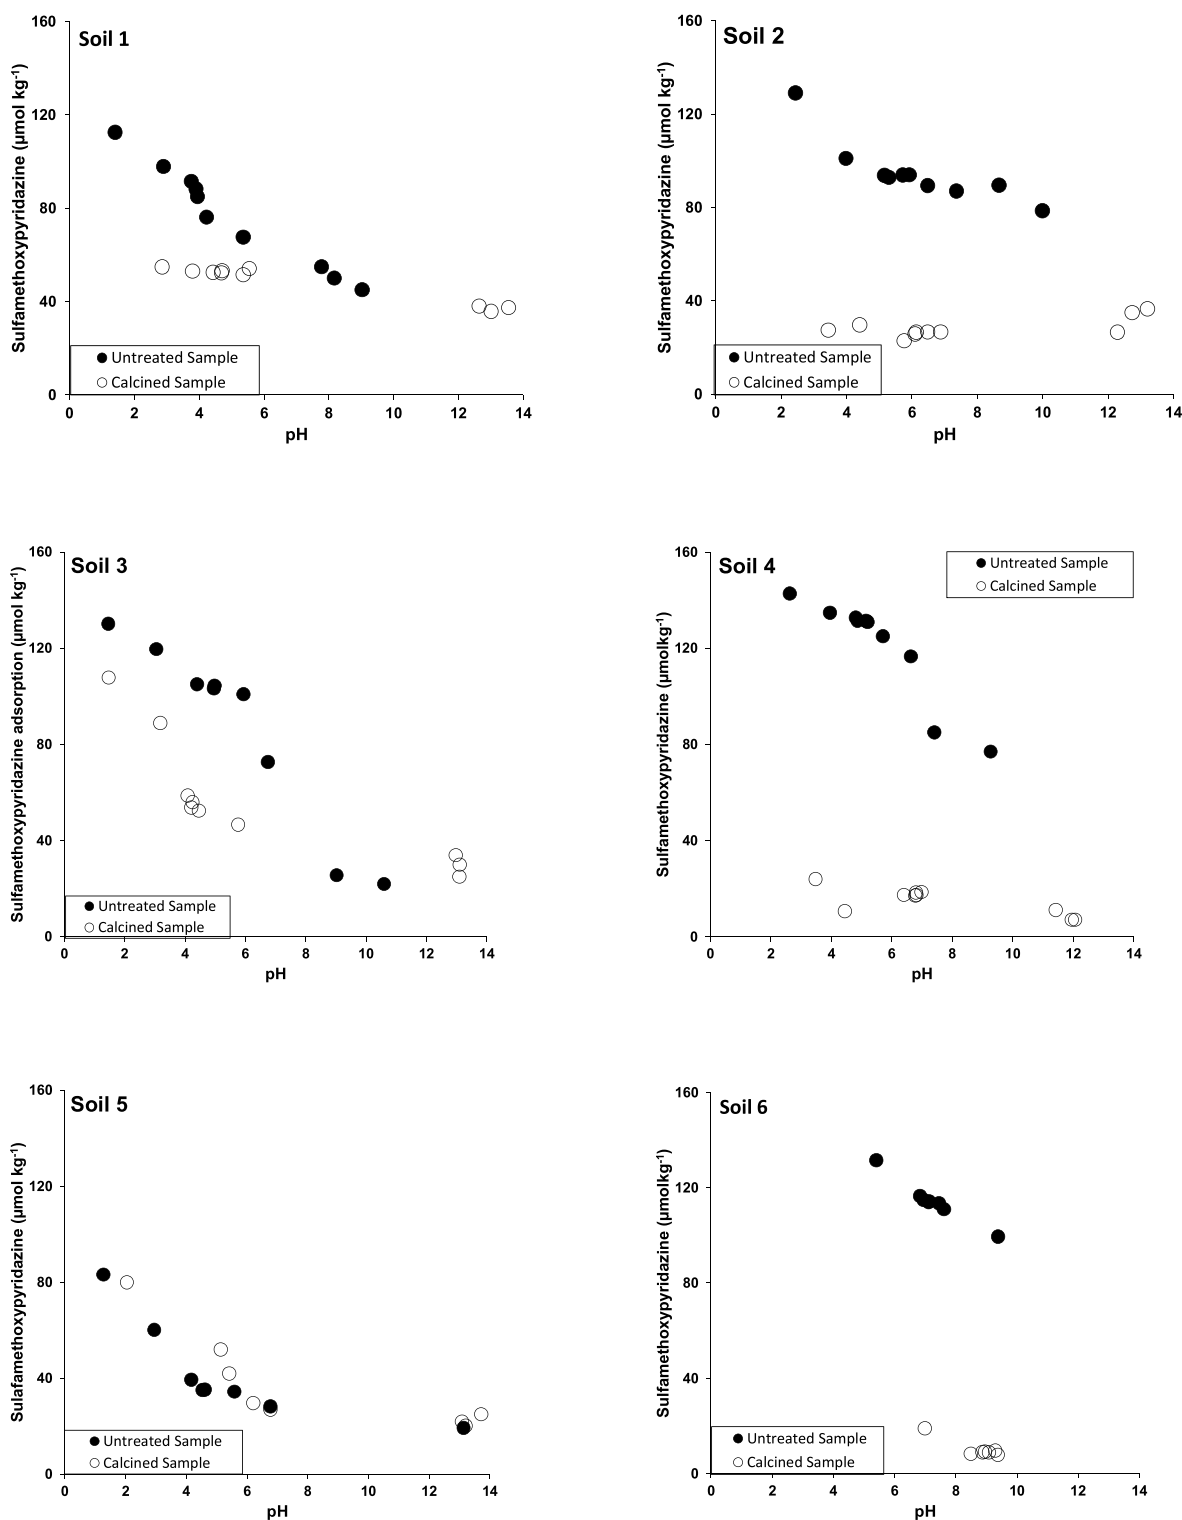 Soil 1
Sulfamethoxypyridazine (µmol kg⁻¹)
160
120
80
40
0
Untreated Sample
Calcined Sample
0 2 4 6 8 10 12 14
pH
Soil 2
Sulfamethoxypyridazine (µmol kg⁻¹)
160
120
80
40
0
Untreated Sample
Calcined Sample
0 2 4 6 8 10 12 14
pH
Soil 3
Sulfamethoxypyridazine adsorption (µmol kg⁻¹)
160
120
80
40
0
Untreated Sample
Calcined Sample
0 2 4 6 8 10 12 14
pH
Soil 4
Sulfamethoxypyridazine (µmolkg⁻¹)
160
120
80
40
0
Untreated Sample
Calcined Sample
0 2 4 6 8 10 12 14
pH
Soil 5
Sulafamethoxypyridazine (µmol kg⁻¹)
160
120
80
40
0
Untreated Sample
Calcined Sample
0 2 4 6 8 10 12 14
pH
Soil 6
Sulfamethoxypyridazine (µmolkg⁻¹)
160
120
80
40
0
Untreated Sample
Calcined Sample
0 2 4 6 8 10 12 14
pH